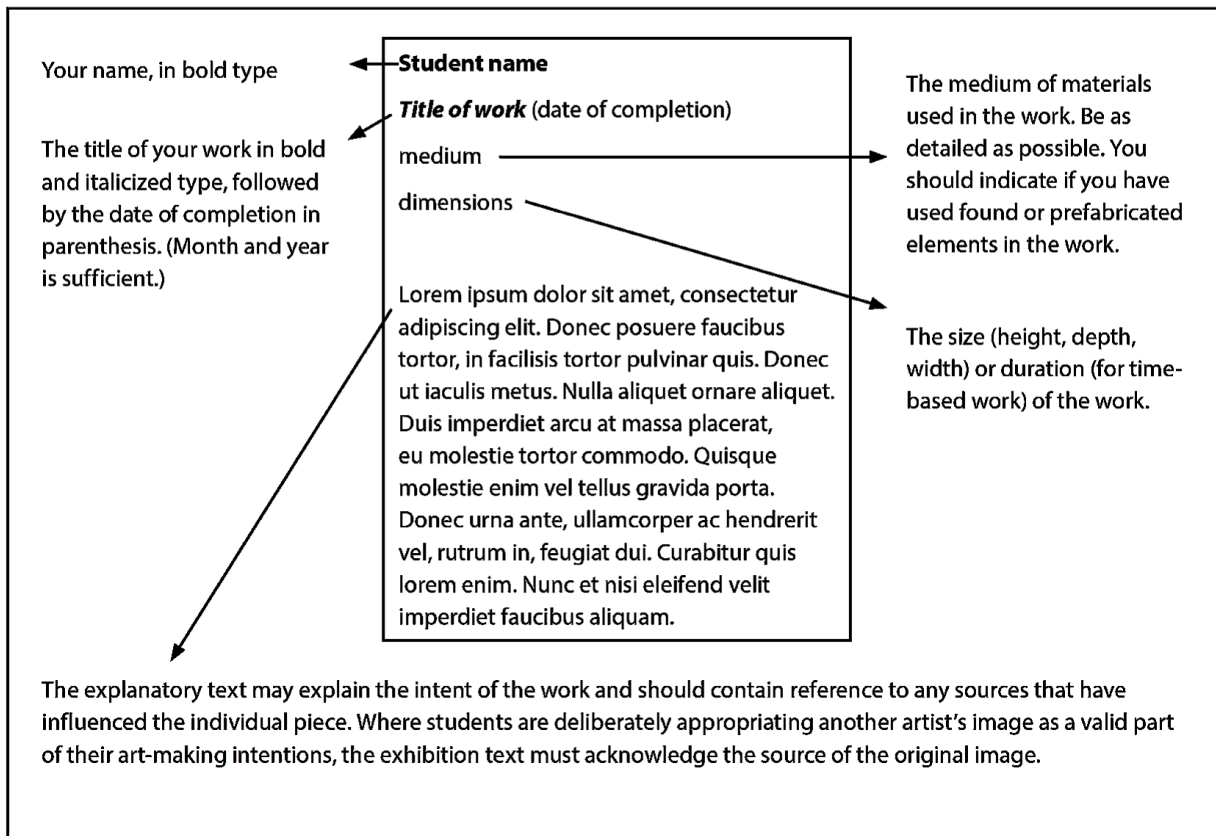 Your name, in bold type
The title of your work in bold
and italicized type, followed
by the date of completion in
parenthesis. (Month and year
is sufficient.)
Student name
Title of work (date of completion)
medium
dimensions
Lorem ipsum dolor sit amet, consectetur
adipiscing elit. Donec posuere faucibus
tortor, in facilisis tortor pulvinar quis. Donec
ut iaculis metus. Nulla aliquet ornare aliquet.
Duis imperdiet arcu at massa placerat,
eu molestie tortor commodo. Quisque
molestie enim vel tellus gravida porta.
Donec urna ante, ullamcorper ac hendrerit
vel, rutrum in, feugiat dui. Curabitur quis
lorem enim. Nunc et nisi eleifend velit
imperdiet faucibus aliquam.
The medium of materials
used in the work. Be as
detailed as possible. You
should indicate if you have
used found or prefabricated
elements in the work.
The size (height, depth,
width) or duration (for time-
based work) of the work.
The explanatory text may explain the intent of the work and should contain reference to any sources that have
influenced the individual piece. Where students are deliberately appropriating another artist's image as a valid part
of their art-making intentions, the exhibition text must acknowledge the source of the original image.